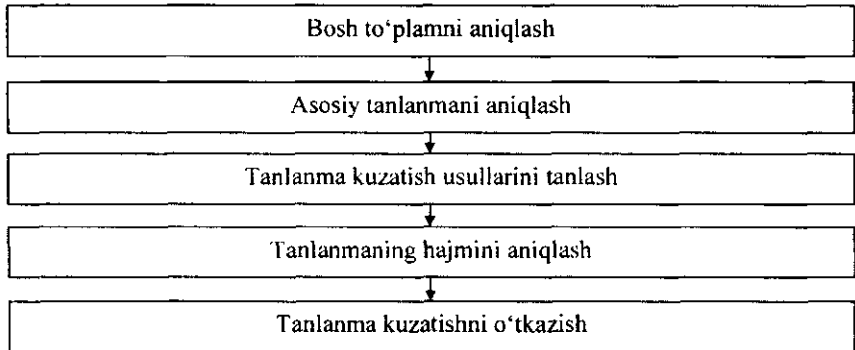 Bosh to‘plamni aniqlash
Asosiy tanlanmani aniqlash
Tanlanma kuzatish usullarini tanlash
Tanlanmaning hajmini aniqlash
Tanlanma kuzatishni o‘tkazish